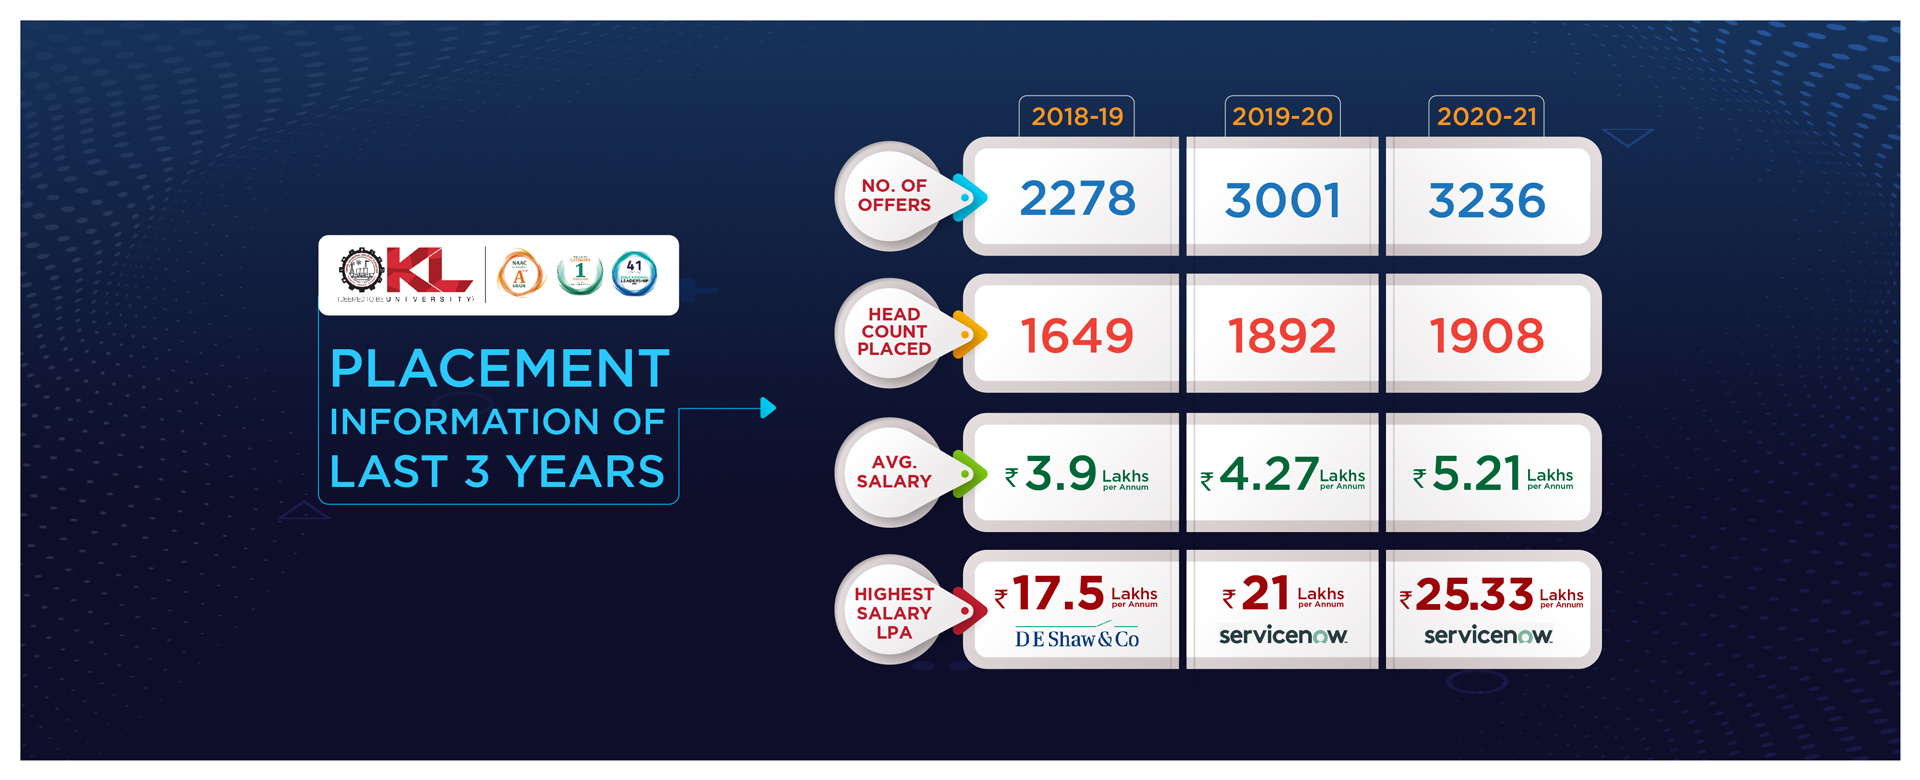 KL
(DEEMED TO BE UNIVERSITY)
NAAC
A++
GRADE
CATEGORY
1
41
EDUCATIONAL
LEADERSHIP
PLACEMENT
INFORMATION OF
LAST 3 YEARS
2018-19 2019-20 2020-21
NO. OF
OFFERS
2278 3001 3236
HEAD
COUNT
PLACED
1649 1892 1908
AVG.
SALARY
₹ 3.9 Lakhs per Annum ₹ 4.27 Lakhs per Annum ₹ 5.21 Lakhs per Annum
HIGHEST
SALARY
LPA
₹ 17.5 Lakhs per Annum ₹ 21 Lakhs per Annum ₹ 25.33 Lakhs per Annum
D E Shaw & Co servicenow servicenow